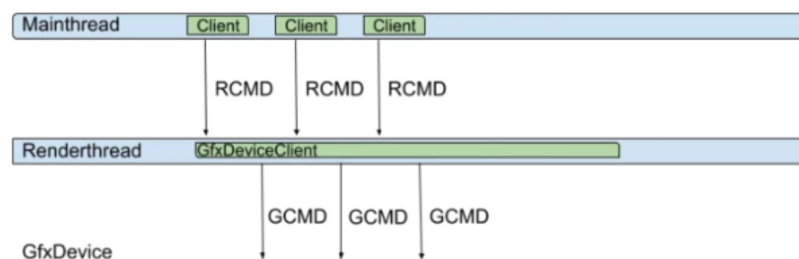 Mainthread Client Client Client
RCMD RCMD RCMD
Renderthread GfxDeviceClient
GCMD GCMD GCMD
GfxDevice